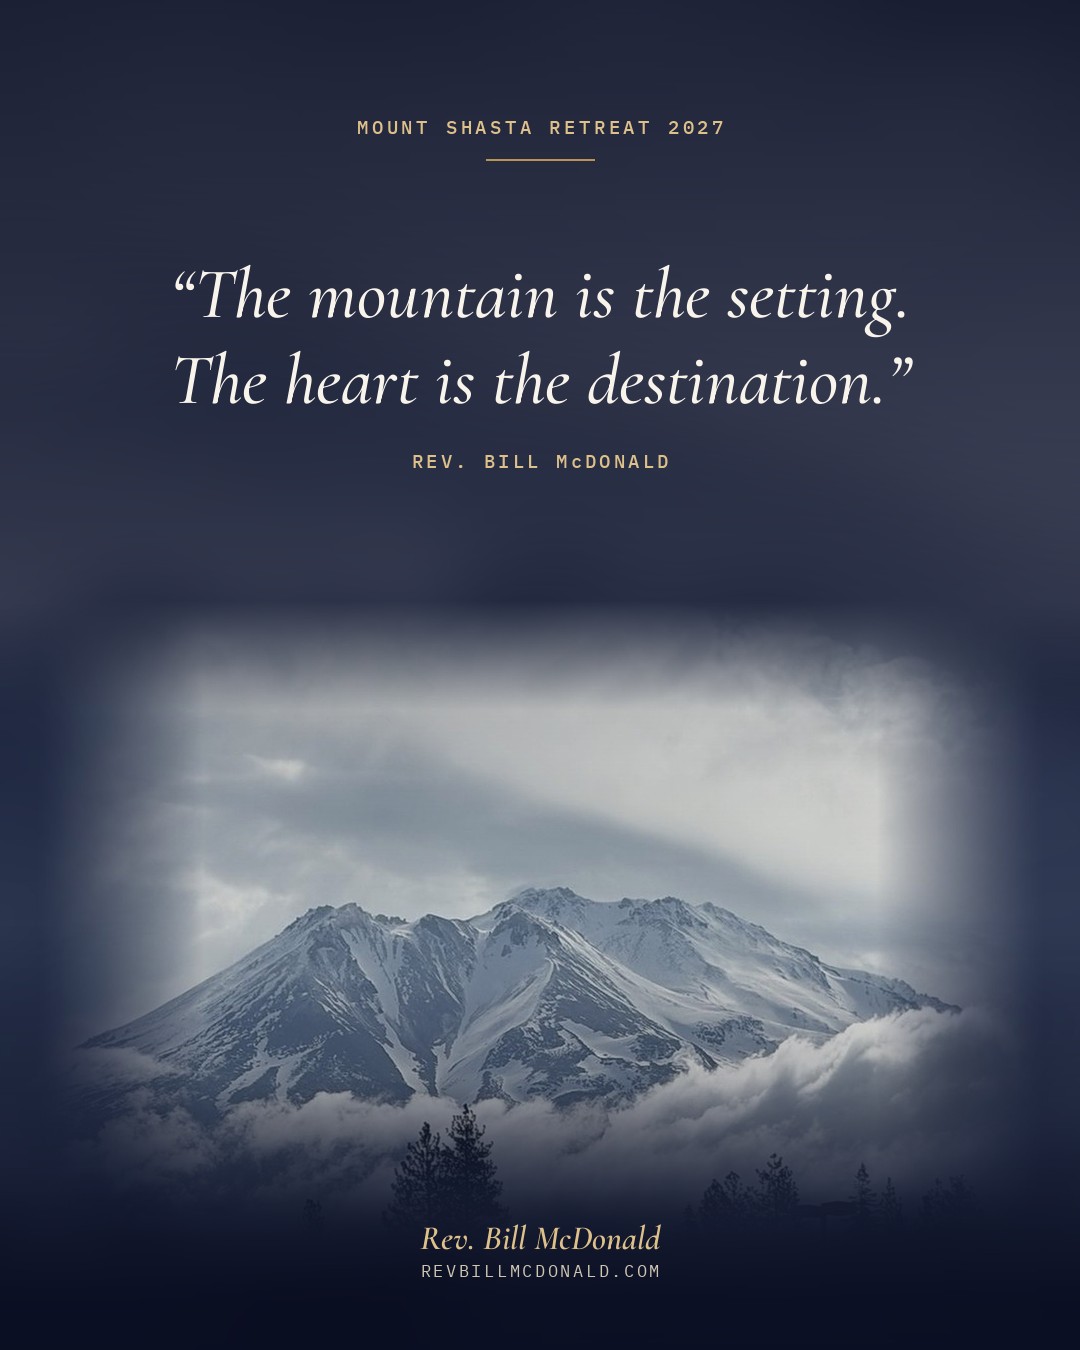 MOUNT SHASTA RETREAT 2027
“The mountain is the setting.
The heart is the destination.”
REV. BILL McDONALD
Rev. Bill McDonald
REVBILLMCDONALD.COM